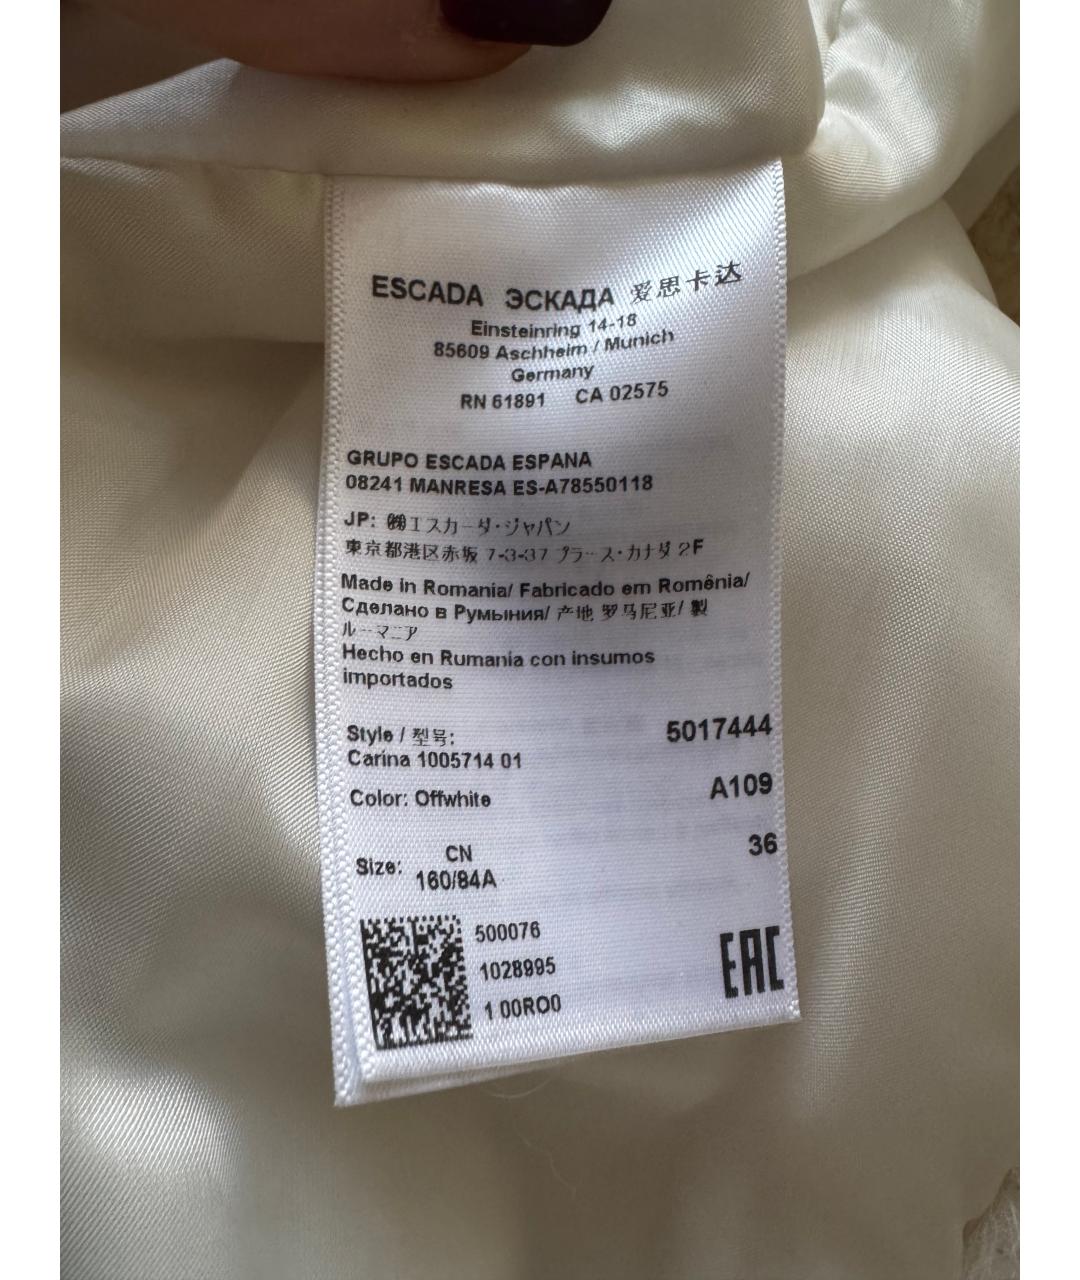 ESCADA ЭСКАДА 爱思卡达
Einsteinring 14-18
85609 Aschheim / Munich
Germany
RN 61891 CA 02575
GRUPO ESCADA ESPANA
08241 MANRESA ES-A78550118
JP: ㈱エスカーダ・ジャパン
東京都港区赤坂 7-3-37 プラース・カナダ 2F
Made in Romania/ Fabricado em Romênia/
Сделано в Румыния/ 产地 罗马尼亚/ 製
ルーマニア
Hecho en Rumanía con insumos
importados
Style / 型号: 5017444
Carina 1005714 01
Color: Offwhite A109
Size: CN 36
160/84A
500076
1028995
1 00RO0
EAC